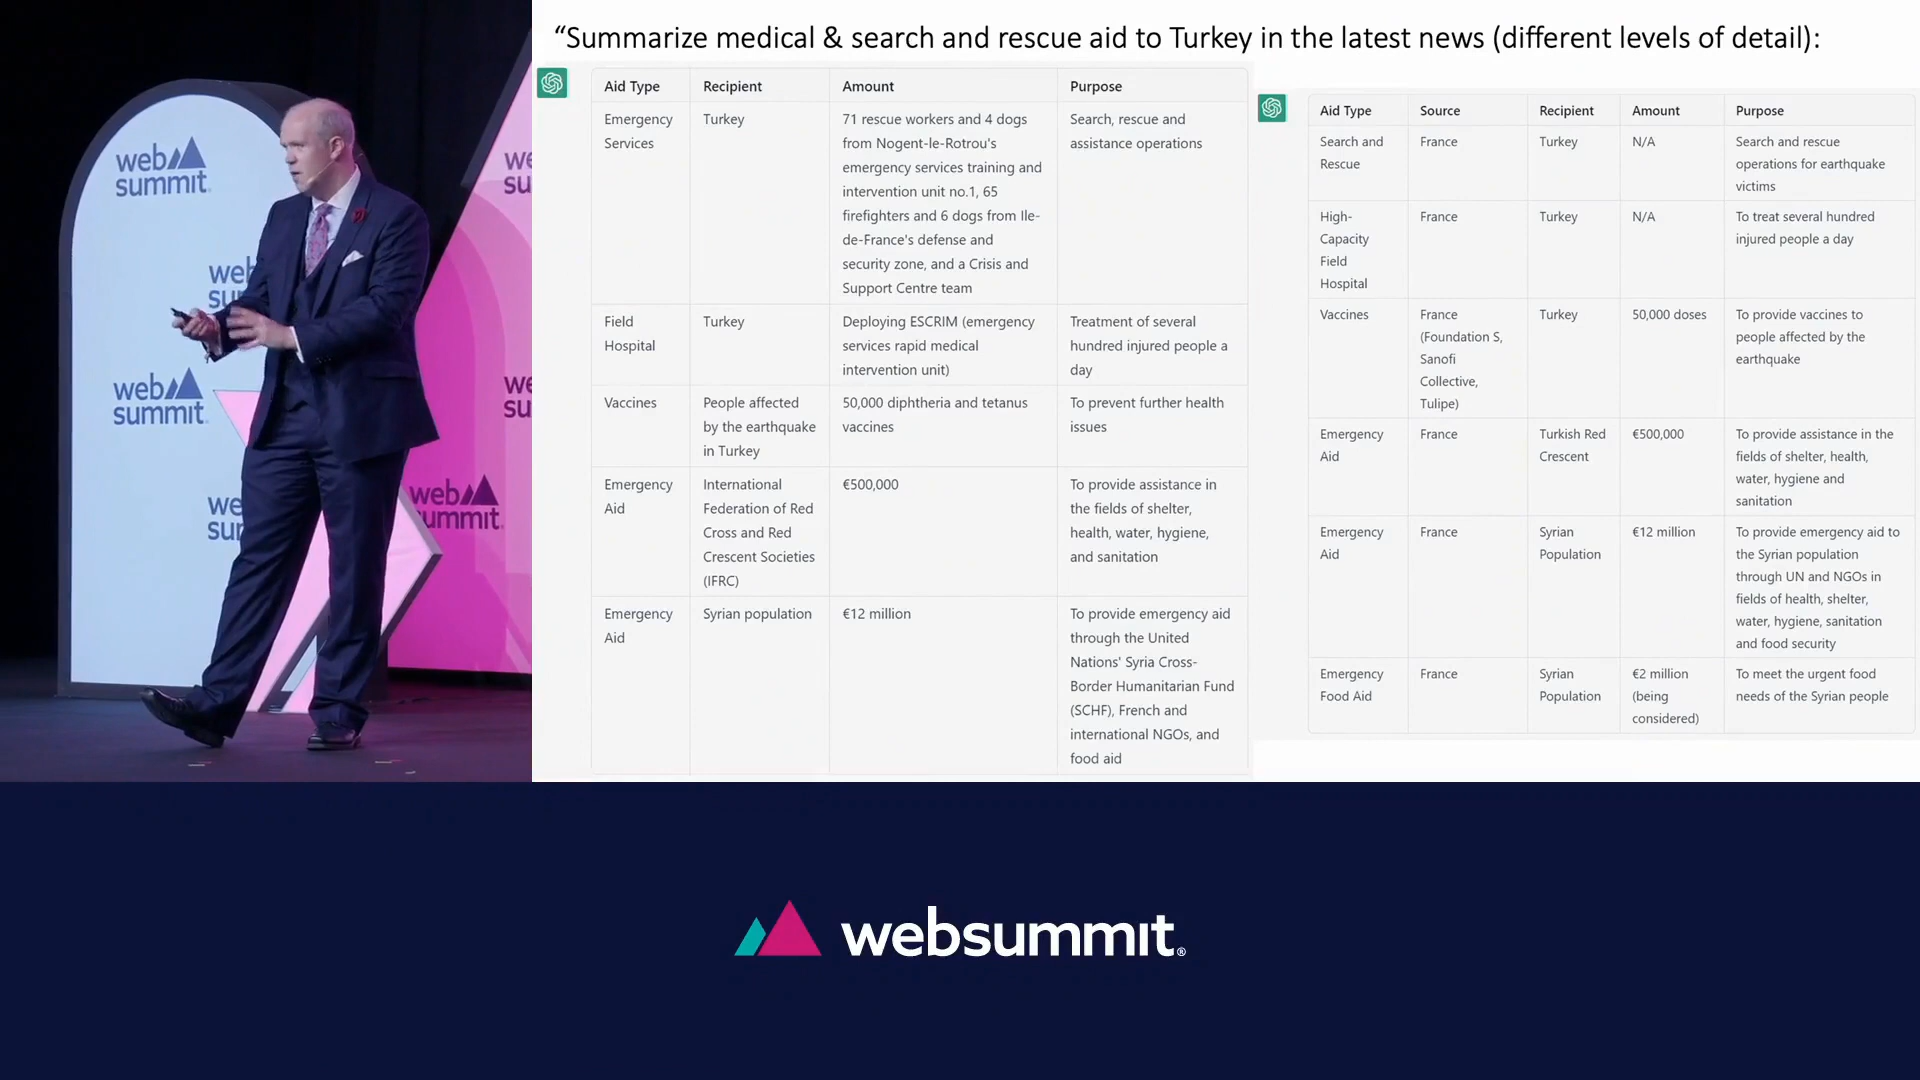 “Summarize medical & search and rescue aid to Turkey in the latest news (different levels of detail):
Aid Type Recipient Amount Purpose
Emergency
Services
Turkey
71 rescue workers and 4 dogs
from Nogent-le-Rotrou's
emergency services training and
intervention unit no.1, 65
firefighters and 6 dogs from Ile-
de-France's defense and
security zone, and a Crisis and
Support Centre team
Search, rescue and
assistance operations
Field
Hospital
Turkey
Deploying ESCRIM (emergency
services rapid medical
intervention unit)
Treatment of several
hundred injured people a
day
Vaccines
People affected
by the earthquake
in Turkey
50,000 diphtheria and tetanus
vaccines
To prevent further health
issues
Emergency
Aid
International
Federation of Red
Cross and Red
Crescent Societies
(IFRC)
€500,000
To provide assistance in
the fields of shelter,
health, water, hygiene,
and sanitation
Emergency
Aid
Syrian population
€12 million
To provide emergency aid
through the United
Nations' Syria Cross-
Border Humanitarian Fund
(SCHF), French and
international NGOs, and
food aid
Aid Type Source Recipient Amount Purpose
Search and
Rescue
France
Turkey
N/A
Search and rescue
operations for earthquake
victims
High-
Capacity
Field
Hospital
France
Turkey
N/A
To treat several hundred
injured people a day
Vaccines
France
(Foundation S,
Sanofi
Collective,
Tulipe)
Turkey
50,000 doses
To provide vaccines to
people affected by the
earthquake
Emergency
Aid
France
Turkish Red
Crescent
€500,000
To provide assistance in the
fields of shelter, health,
water, hygiene and
sanitation
Emergency
Aid
France
Syrian
Population
€12 million
To provide emergency aid to
the Syrian population
through UN and NGOs in
fields of health, shelter,
water, hygiene, sanitation
and food security
Emergency
Food Aid
France
Syrian
Population
€2 million
(being
considered)
To meet the urgent food
needs of the Syrian people
web
summit
we
su
web
su
web
summit
we
su
we
su
web
summit
websummit®